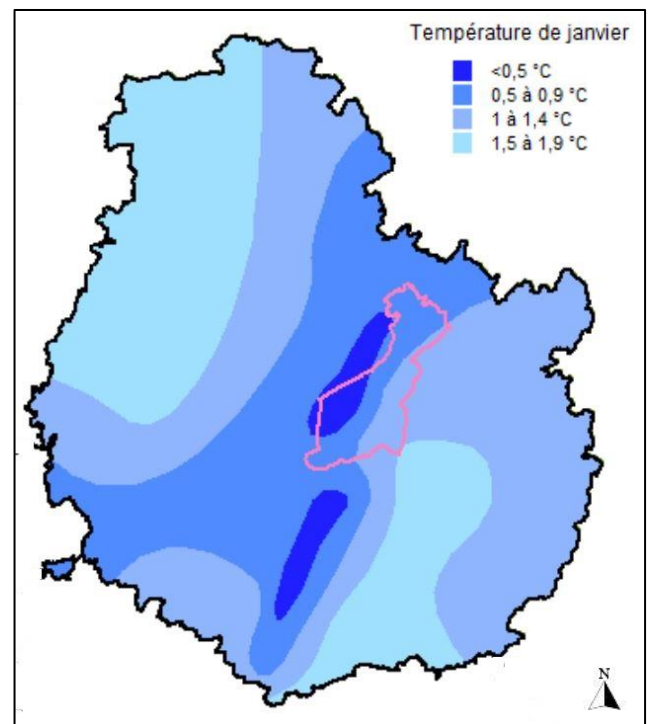 Température de janvier
<0,5 °C
0,5 à 0,9 °C
1 à 1,4 °C
1,5 à 1,9 °C
N